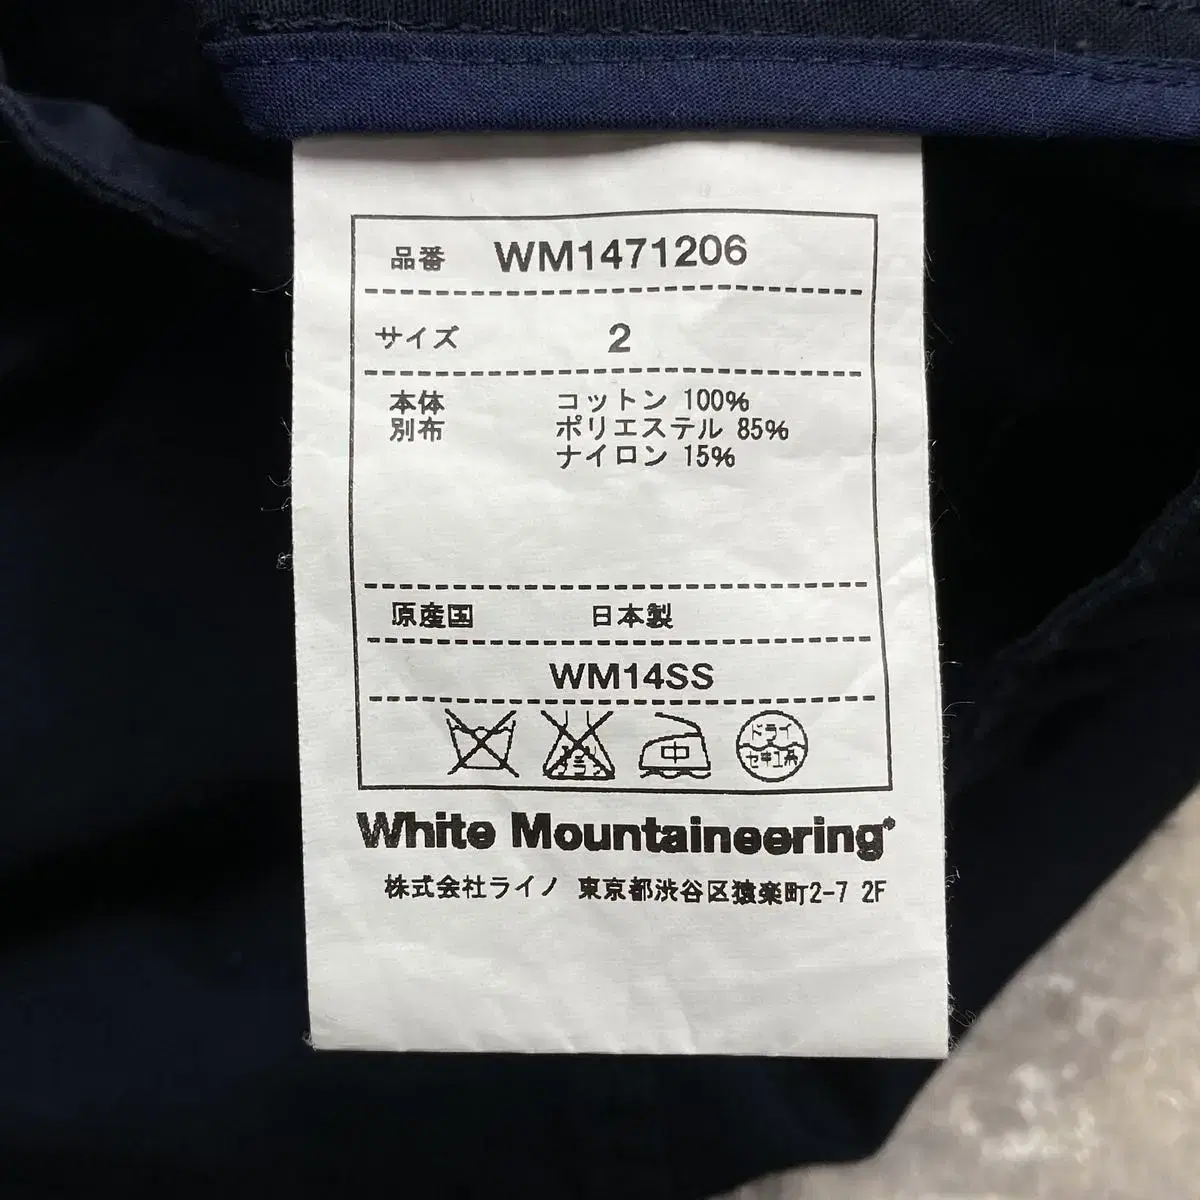 品番 WM1471206
サイズ 2
本体 コットン 100%
別布 ポリエステル 85%
ナイロン 15%
原産国 日本製
WM14SS
中
ドライ
セキユ系
White Mountaineering
株式会社ライノ 東京都渋谷区猿楽町2-7 2F